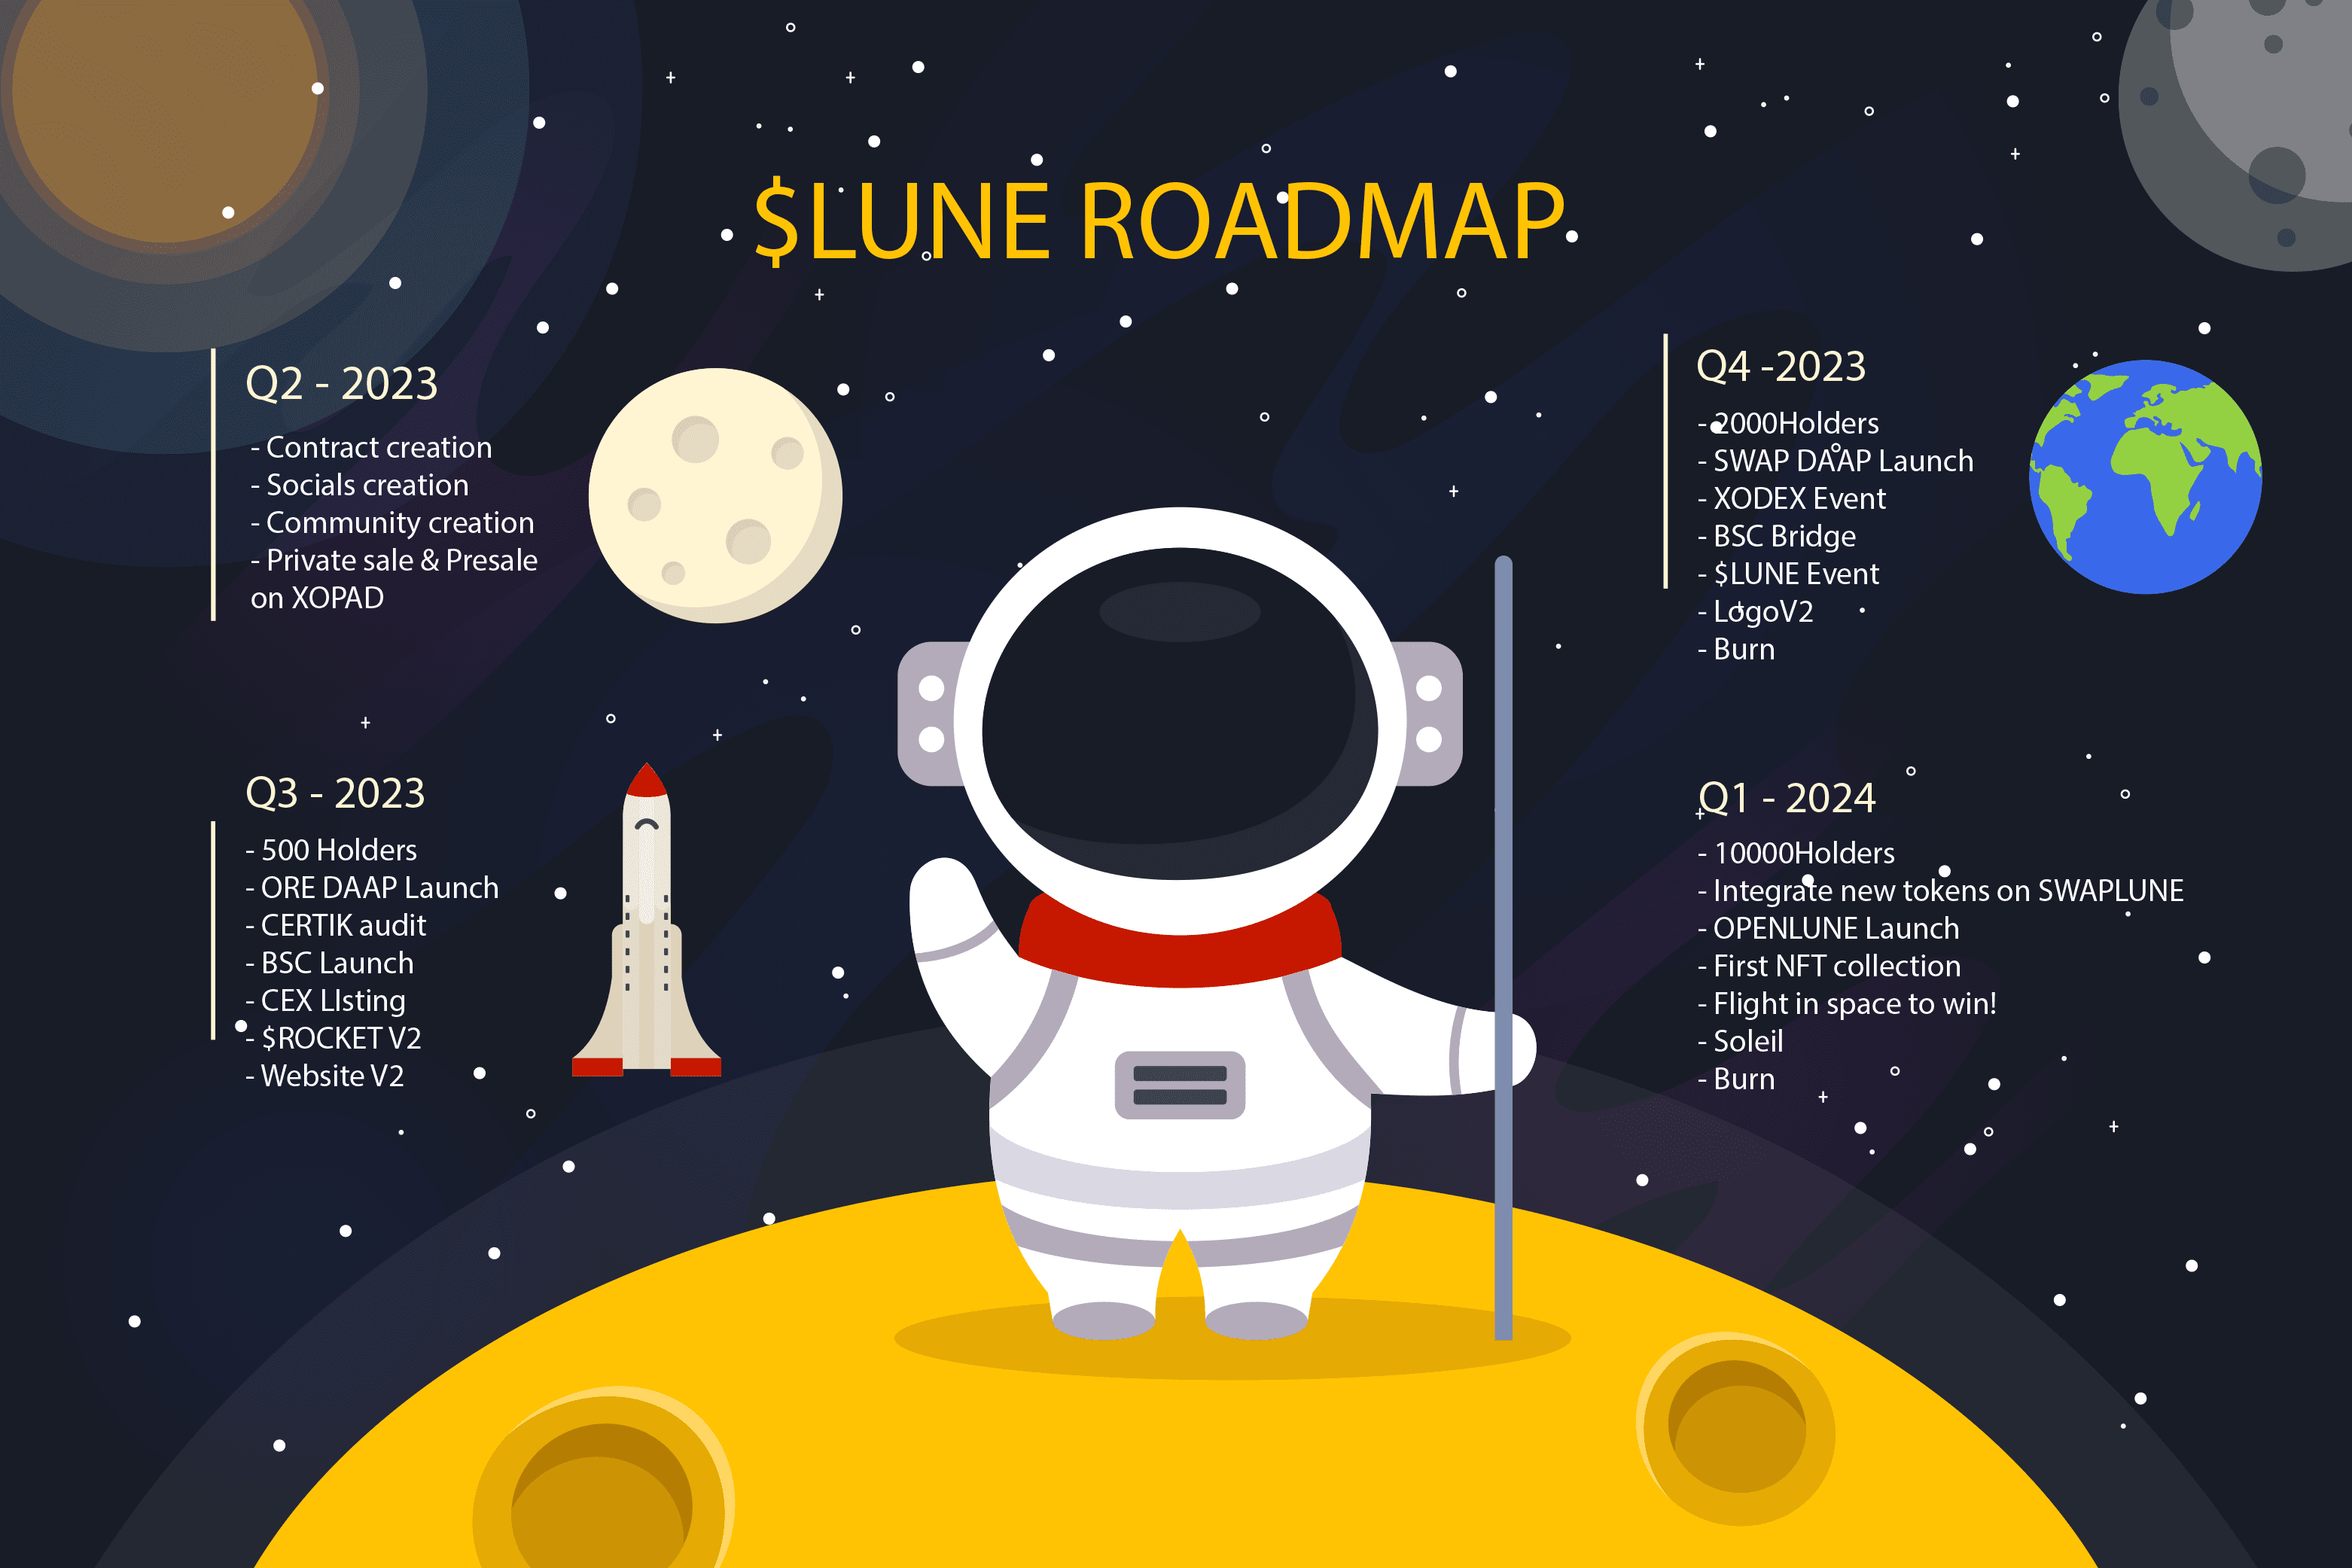 $LUNE ROADMAP
Q2 - 2023
- Contract creation
- Socials creation
- Community creation
- Private sale & Presale
on XOPAD
Q3 - 2023
- 500 Holders
- ORE DAAP Launch
- CERTIK audit
- BSC Launch
- CEX LIsting
- $ROCKET V2
- Website V2
Q4 -2023
- 2000Holders
- SWAP DAAP Launch
- XODEX Event
- BSC Bridge
- $LUNE Event
- LogoV2
- Burn
Q1 - 2024
- 10000Holders
- Integrate new tokens on SWAPLUNE
- OPENLUNE Launch
- First NFT collection
- Flight in space to win!
- Soleil
- Burn